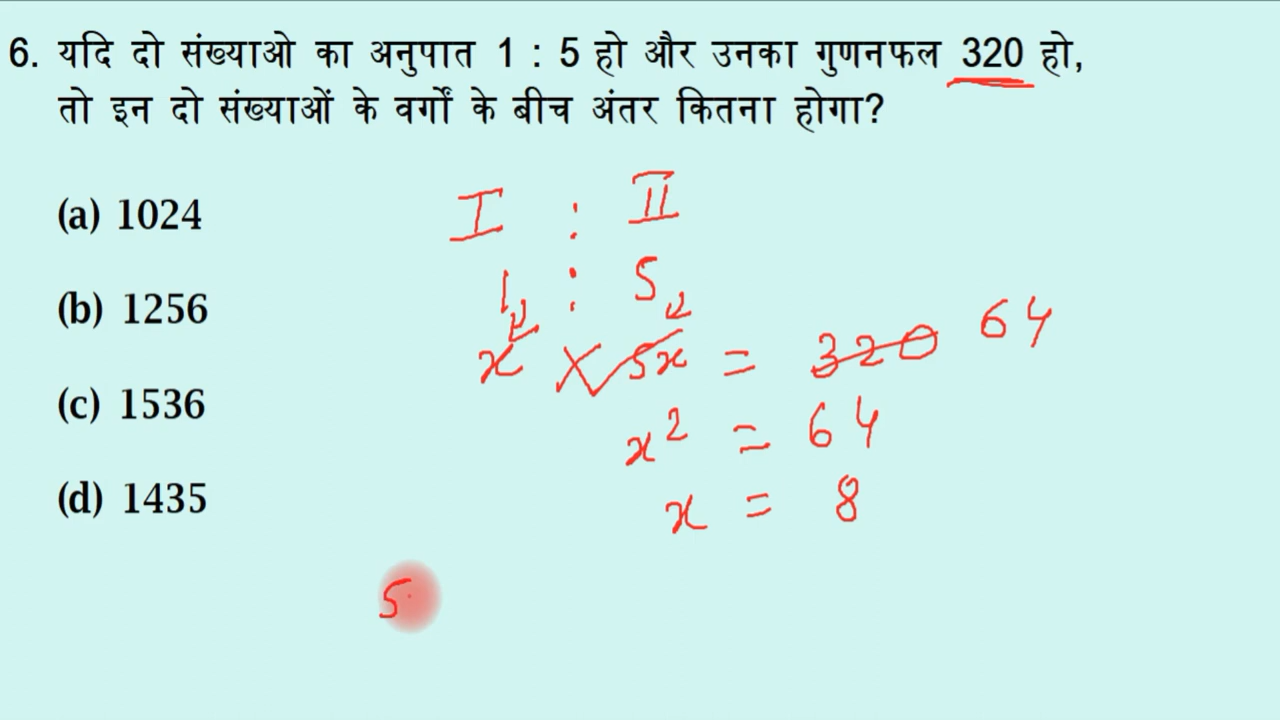 6. यदि दो संख्याओ का अनुपात 1 : 5 हो और उनका गुणनफल 320 हो,
तो इन दो संख्याओं के वर्गों के बीच अंतर कितना होगा?
(a) 1024
(b) 1256
(c) 1536
(d) 1435
I : II
1 : 5
x × 5x = 320 64
x² = 64
x = 8
5